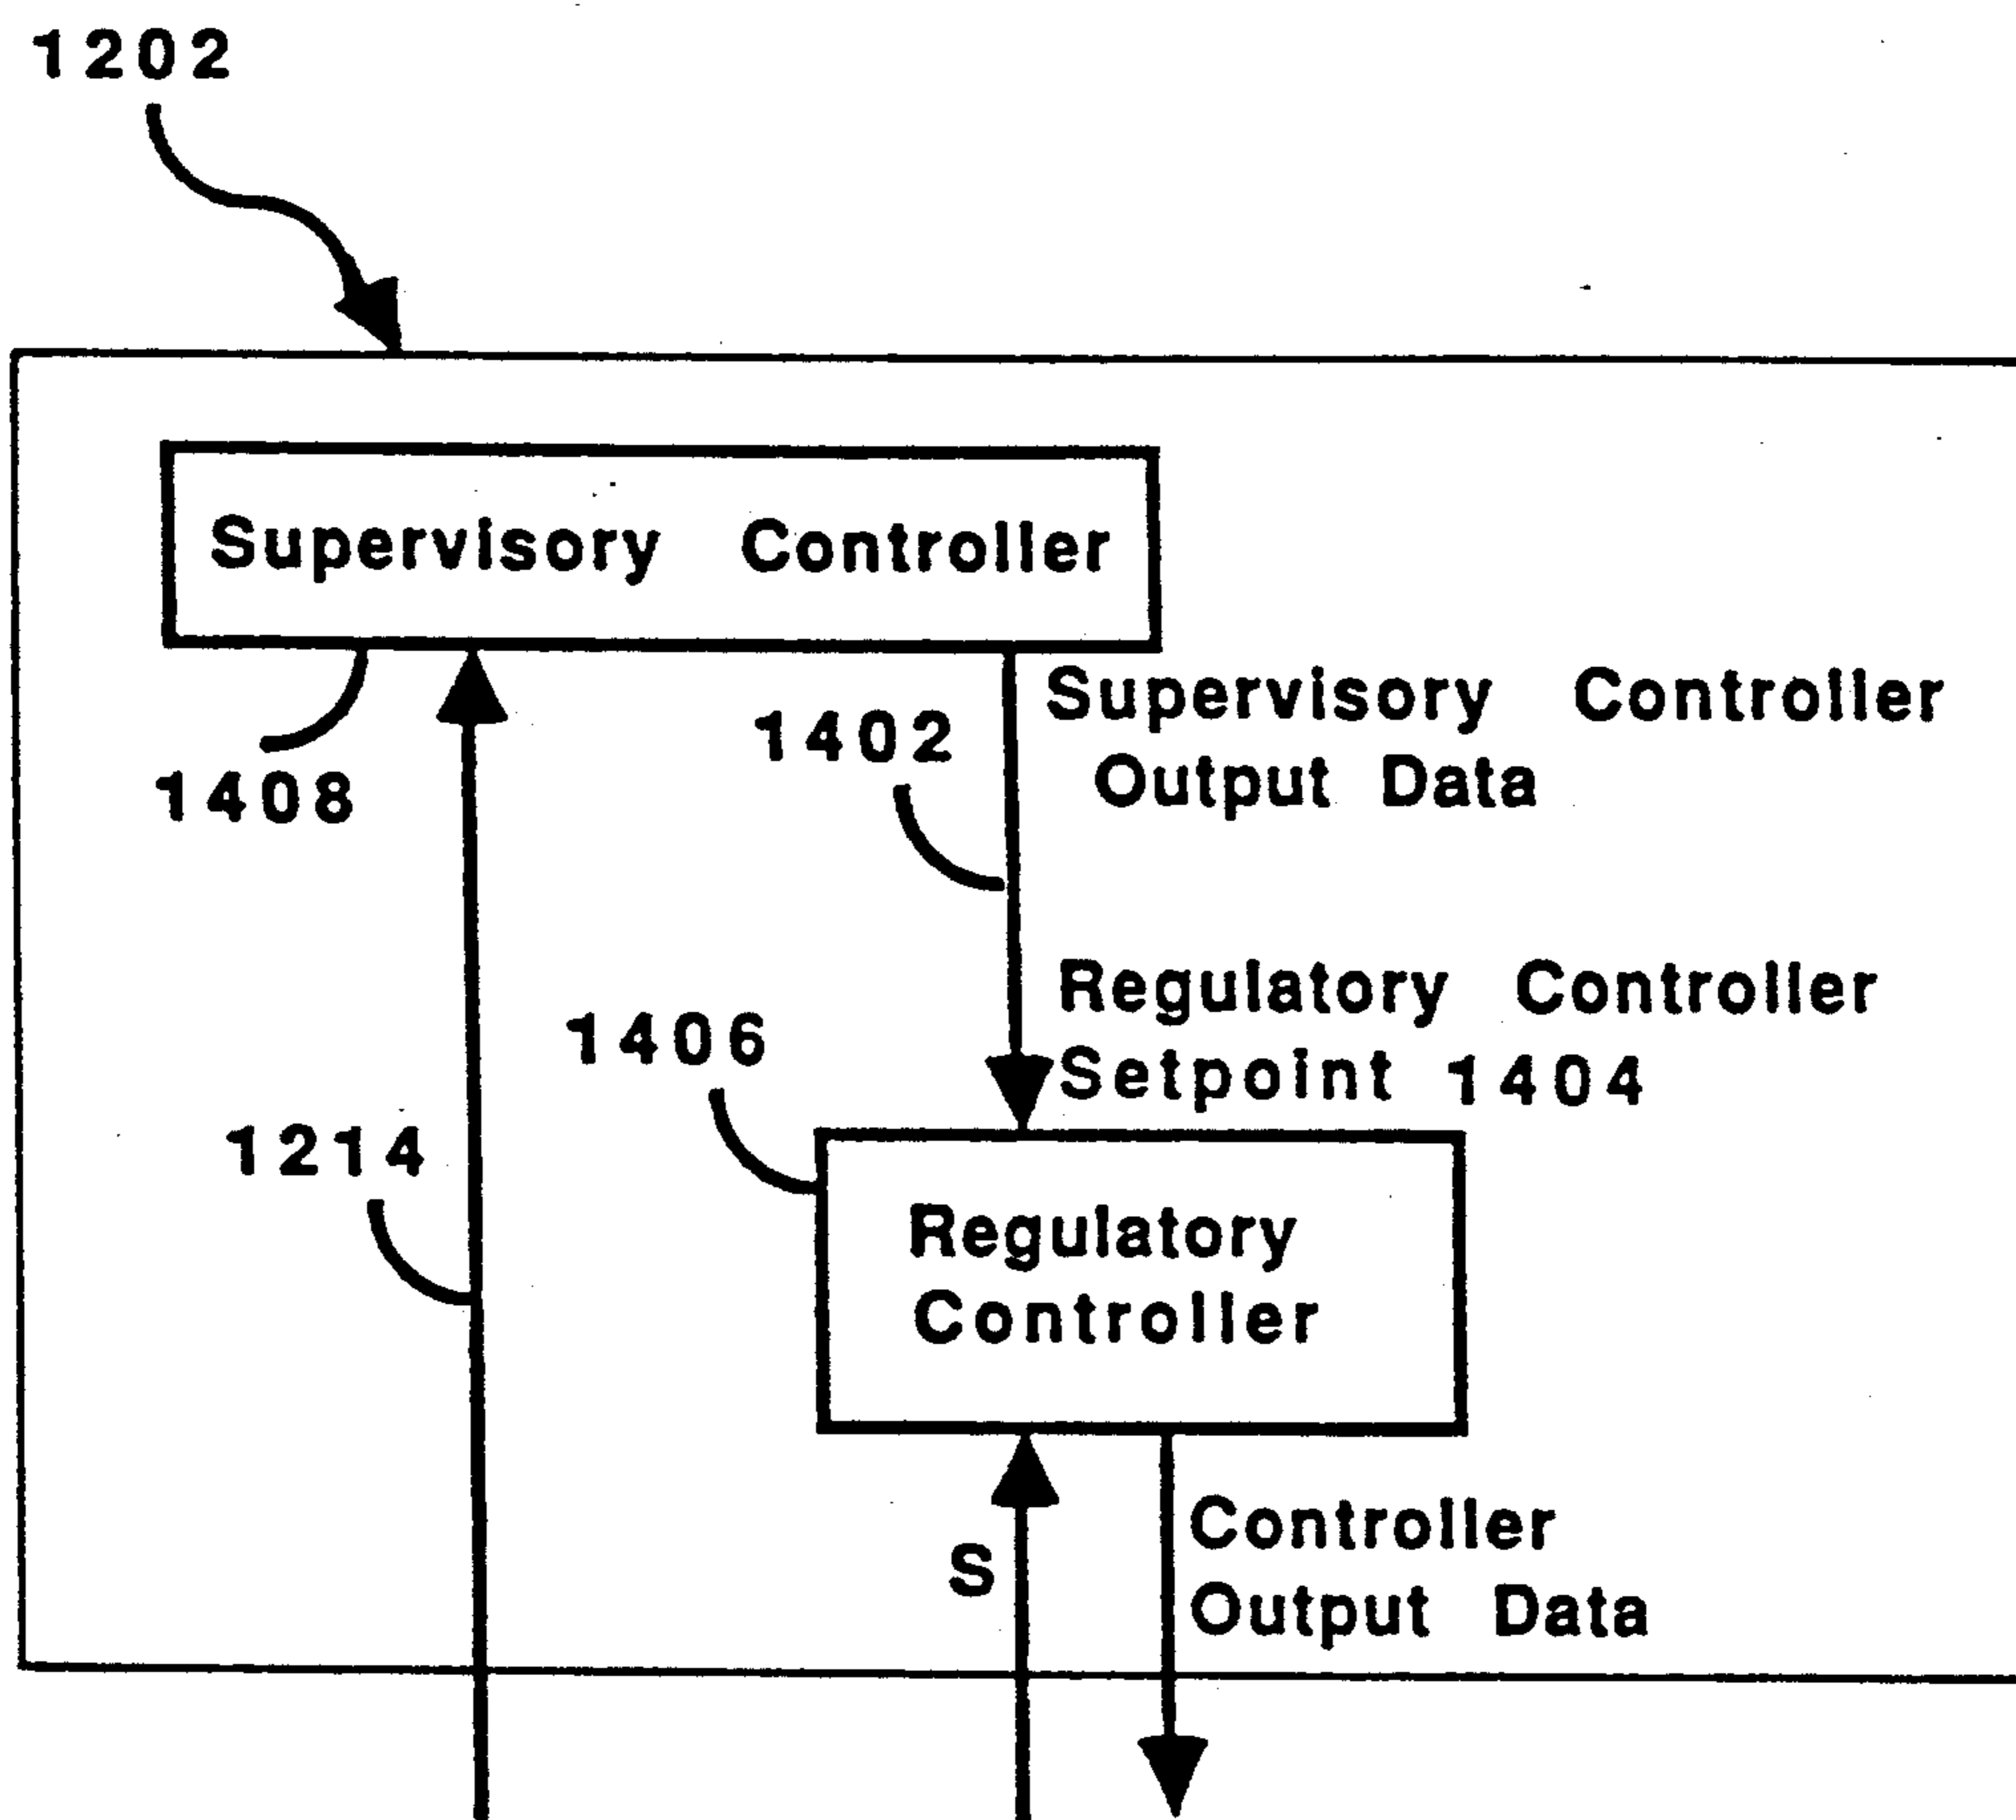 1202
Supervisory Controller
1408
1402
Supervisory Controller
Output Data
Regulatory Controller
Setpoint 1404
1406
1214
Regulatory
Controller
S
Controller
Output Data